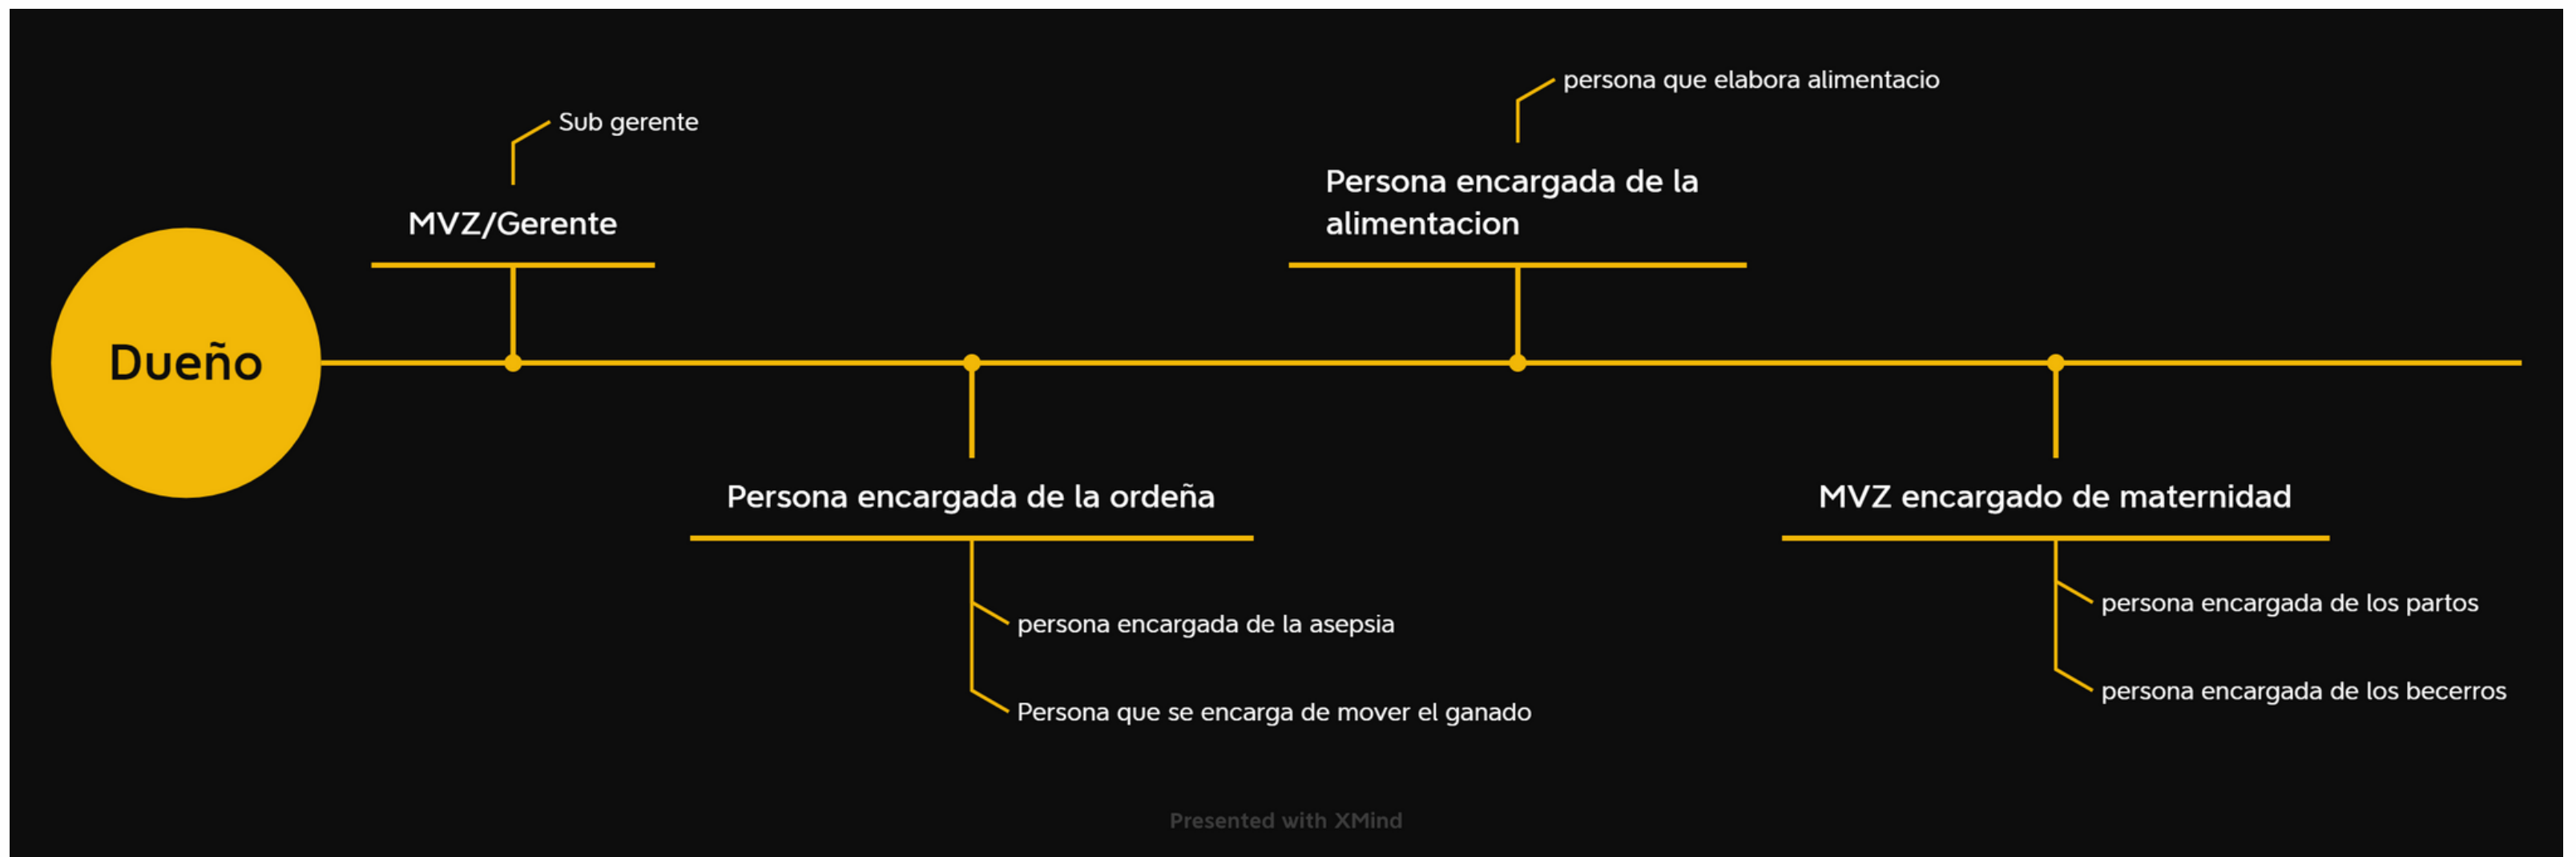 Dueño
Sub gerente
MVZ/Gerente
Persona encargada de la ordeña
persona encargada de la asepsia
Persona que se encarga de mover el ganado
persona que elabora alimentacio
Persona encargada de la
alimentacion
MVZ encargado de maternidad
persona encargada de los partos
persona encargada de los becerros
Presented with XMind